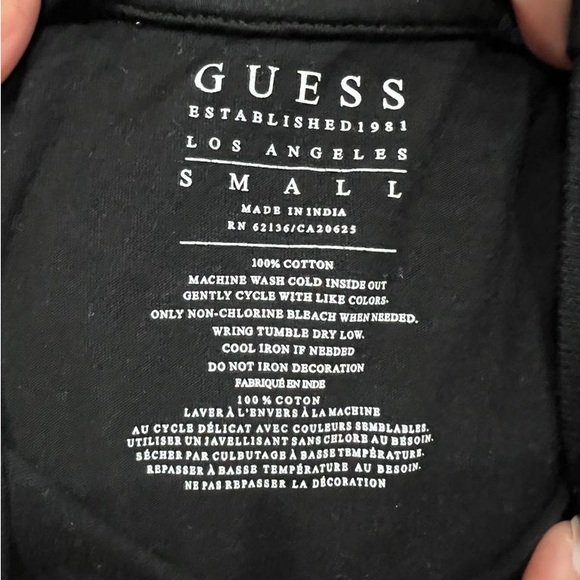 GUESS
ESTABLISHED 1981
LOS ANGELES
SMALL
MADE IN INDIA
RN 62136/CA20625
100% COTTON
MACHINE WASH COLD INSIDE OUT
GENTLY CYCLE WITH LIKE COLORS.
ONLY NON-CHLORINE BLEACH WHEN NEEDED.
WRING TUMBLE DRY LOW.
COOL IRON IF NEEDED
DO NOT IRON DECORATION
FABRIQUÉ EN INDE
100 % COTON
LAVER À L'ENVERS À LA MACHINE
AU CYCLE DÉLICAT AVEC COULEURS SEMBLABLES.
UTILISER UN JAVELLISANT SANS CHLORE AU BESOIN.
SÉCHER PAR CULBUTAGE À BASSE TEMPÉRATURE.
REPASSER À BASSE TEMPÉRATURE AU BESOIN.
NE PAS REPASSER LA DÉCORATION